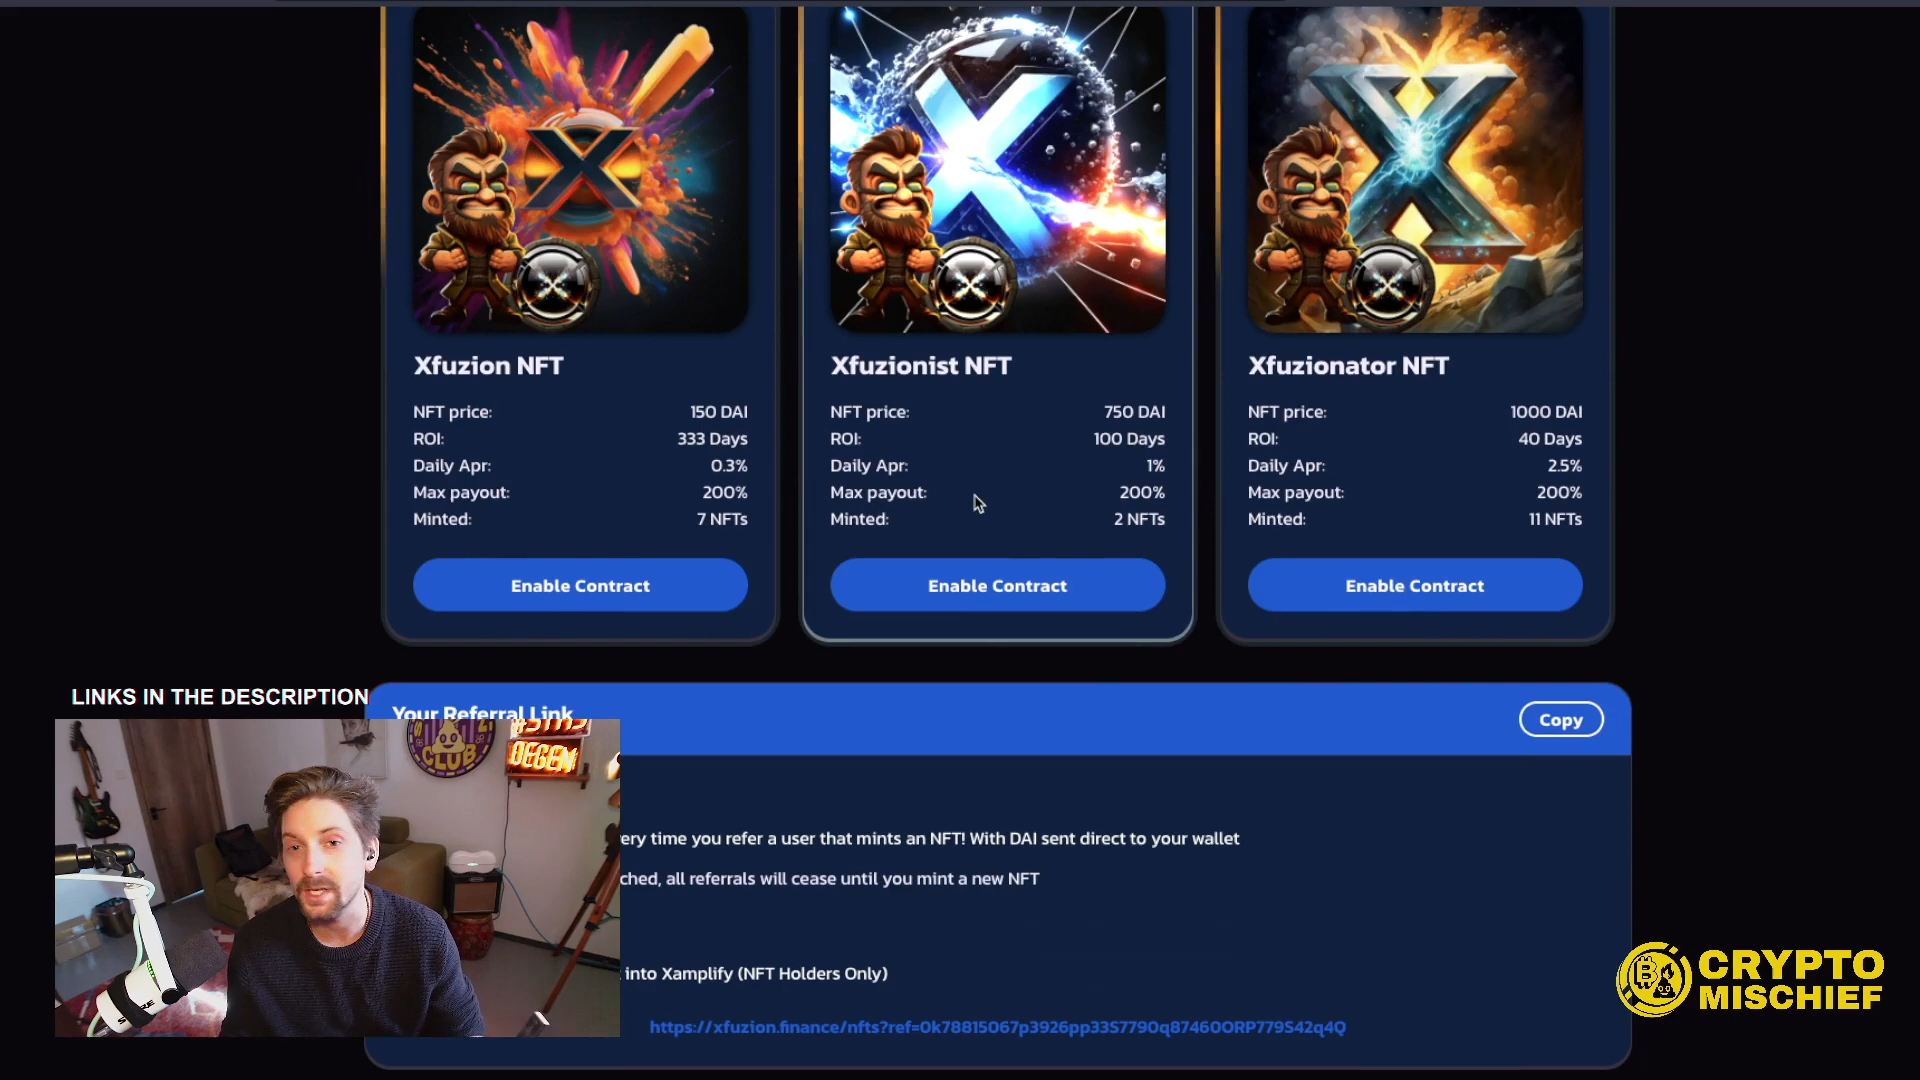 Xfuzion NFT
NFT price: 150 DAI
ROI: 333 Days
Daily Apr: 0.3%
Max payout: 200%
Minted: 7 NFTs
Enable Contract
Xfuzionist NFT
NFT price: 750 DAI
ROI: 100 Days
Daily Apr: 1%
Max payout: 200%
Minted: 2 NFTs
Enable Contract
Xfuzionator NFT
NFT price: 1000 DAI
ROI: 40 Days
Daily Apr: 2.5%
Max payout: 200%
Minted: 11 NFTs
Enable Contract
LINKS IN THE DESCRIPTION
Your Referral Link
Copy
ery time you refer a user that mints an NFT! With DAI sent direct to your wallet
ched, all referrals will cease until you mint a new NFT
into Xamplify (NFT Holders Only)
https://xfuzion.finance/nfts?ref=0k78815067p3926pp33S7790q87460ORP779S42q4Q
CLUB
DEGEN
CRYPTO
MISCHIEF